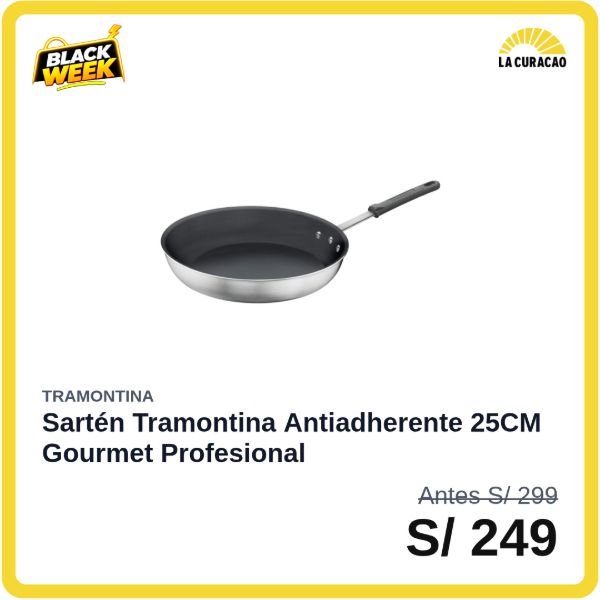 BLACK
WEEK
LA CURACAO
TRAMONTINA
Sartén Tramontina Antiadherente 25CM
Gourmet Profesional
Antes S/ 299
S/ 249